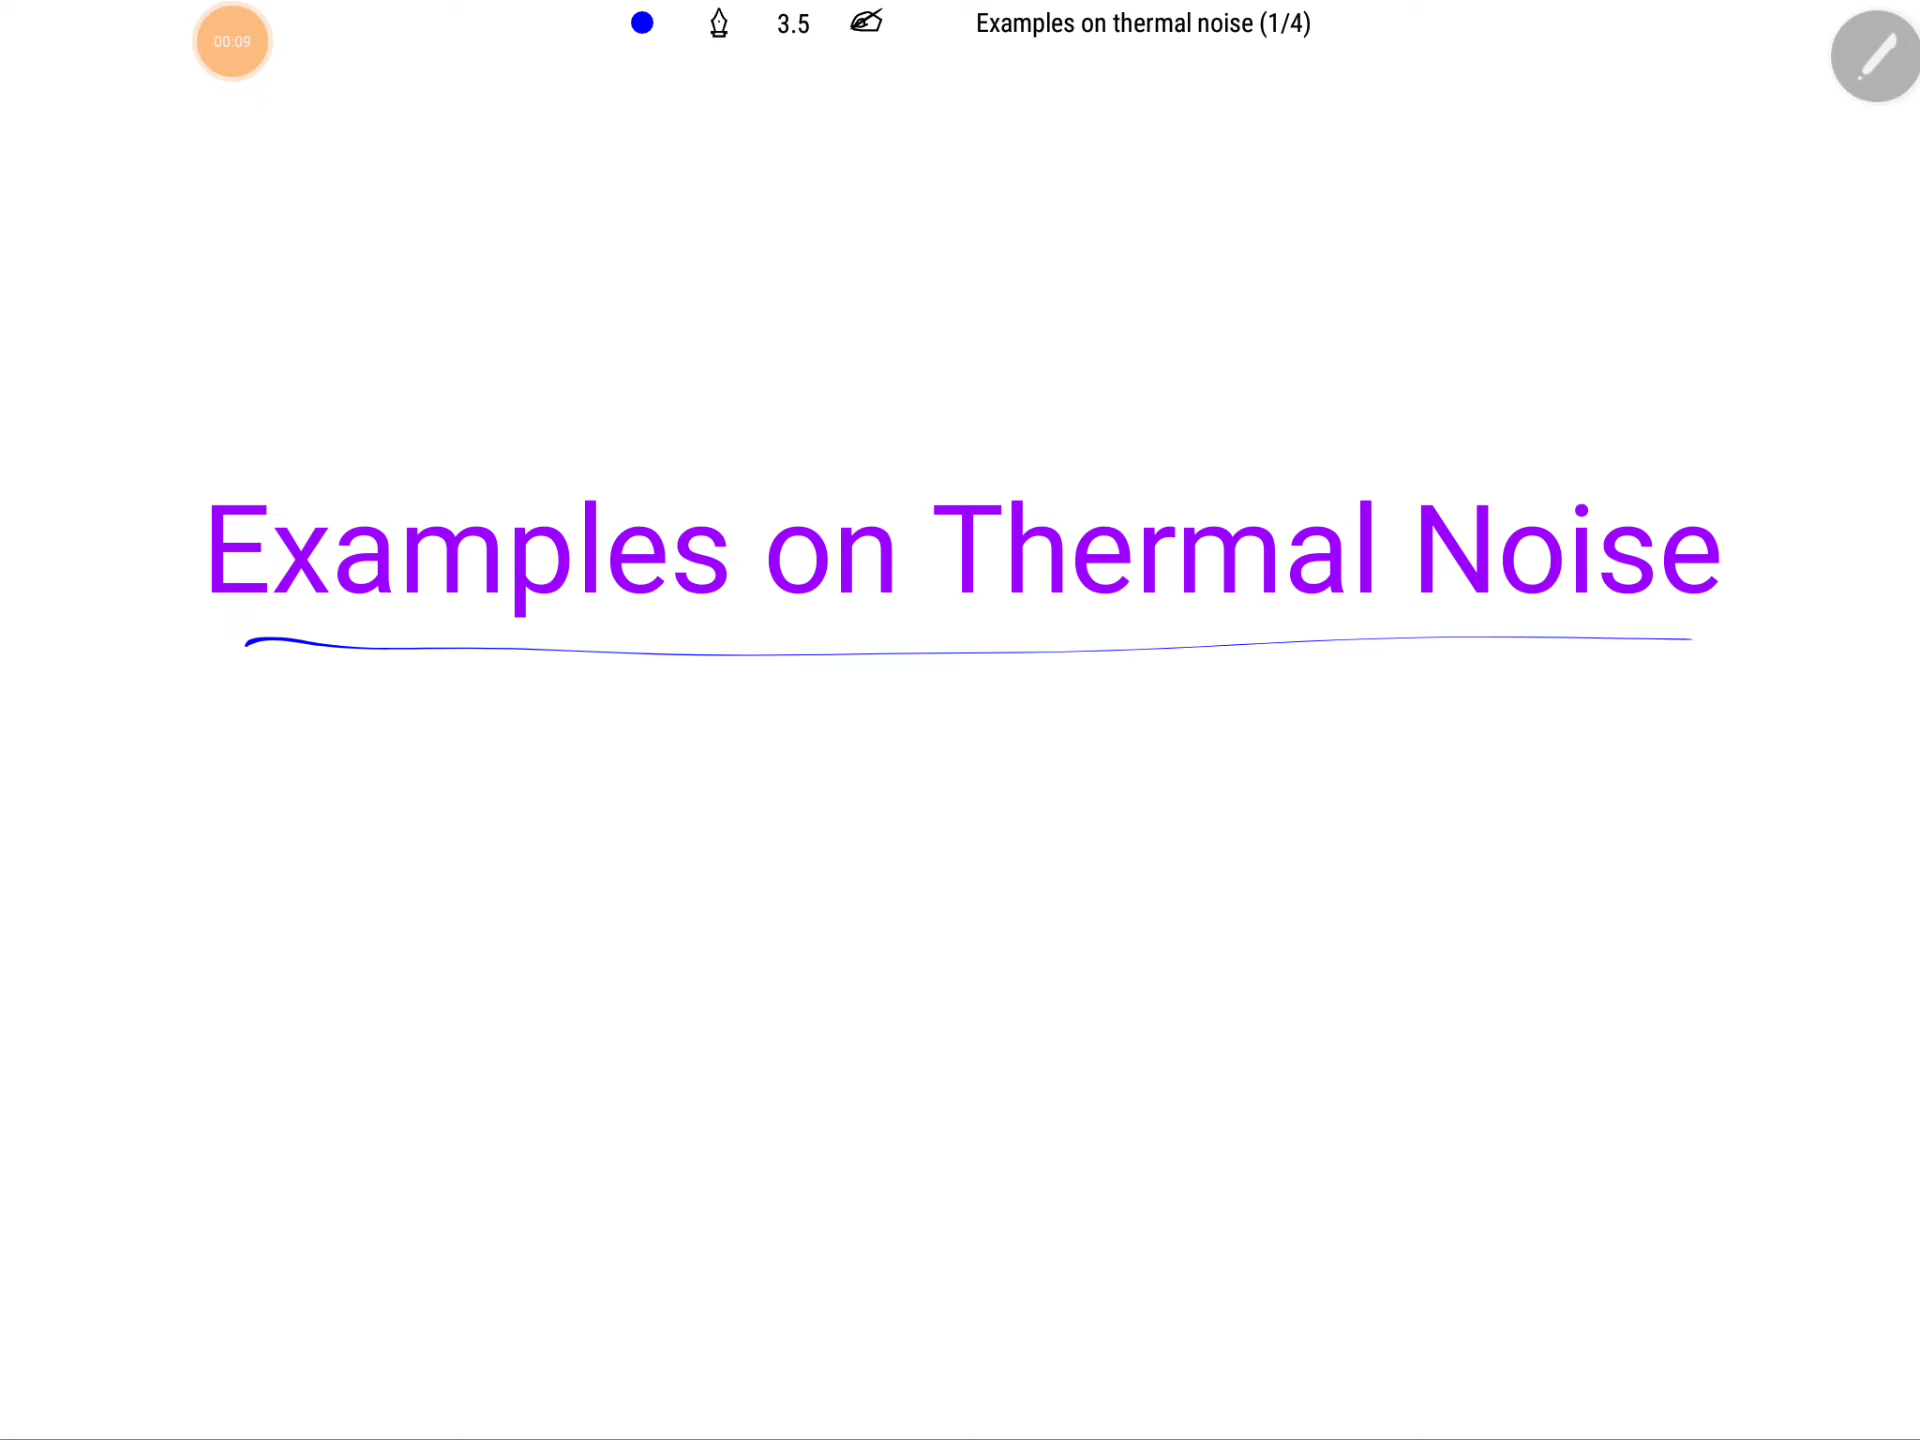 00:09
3.5
Examples on thermal noise (1/4)
Examples on Thermal Noise